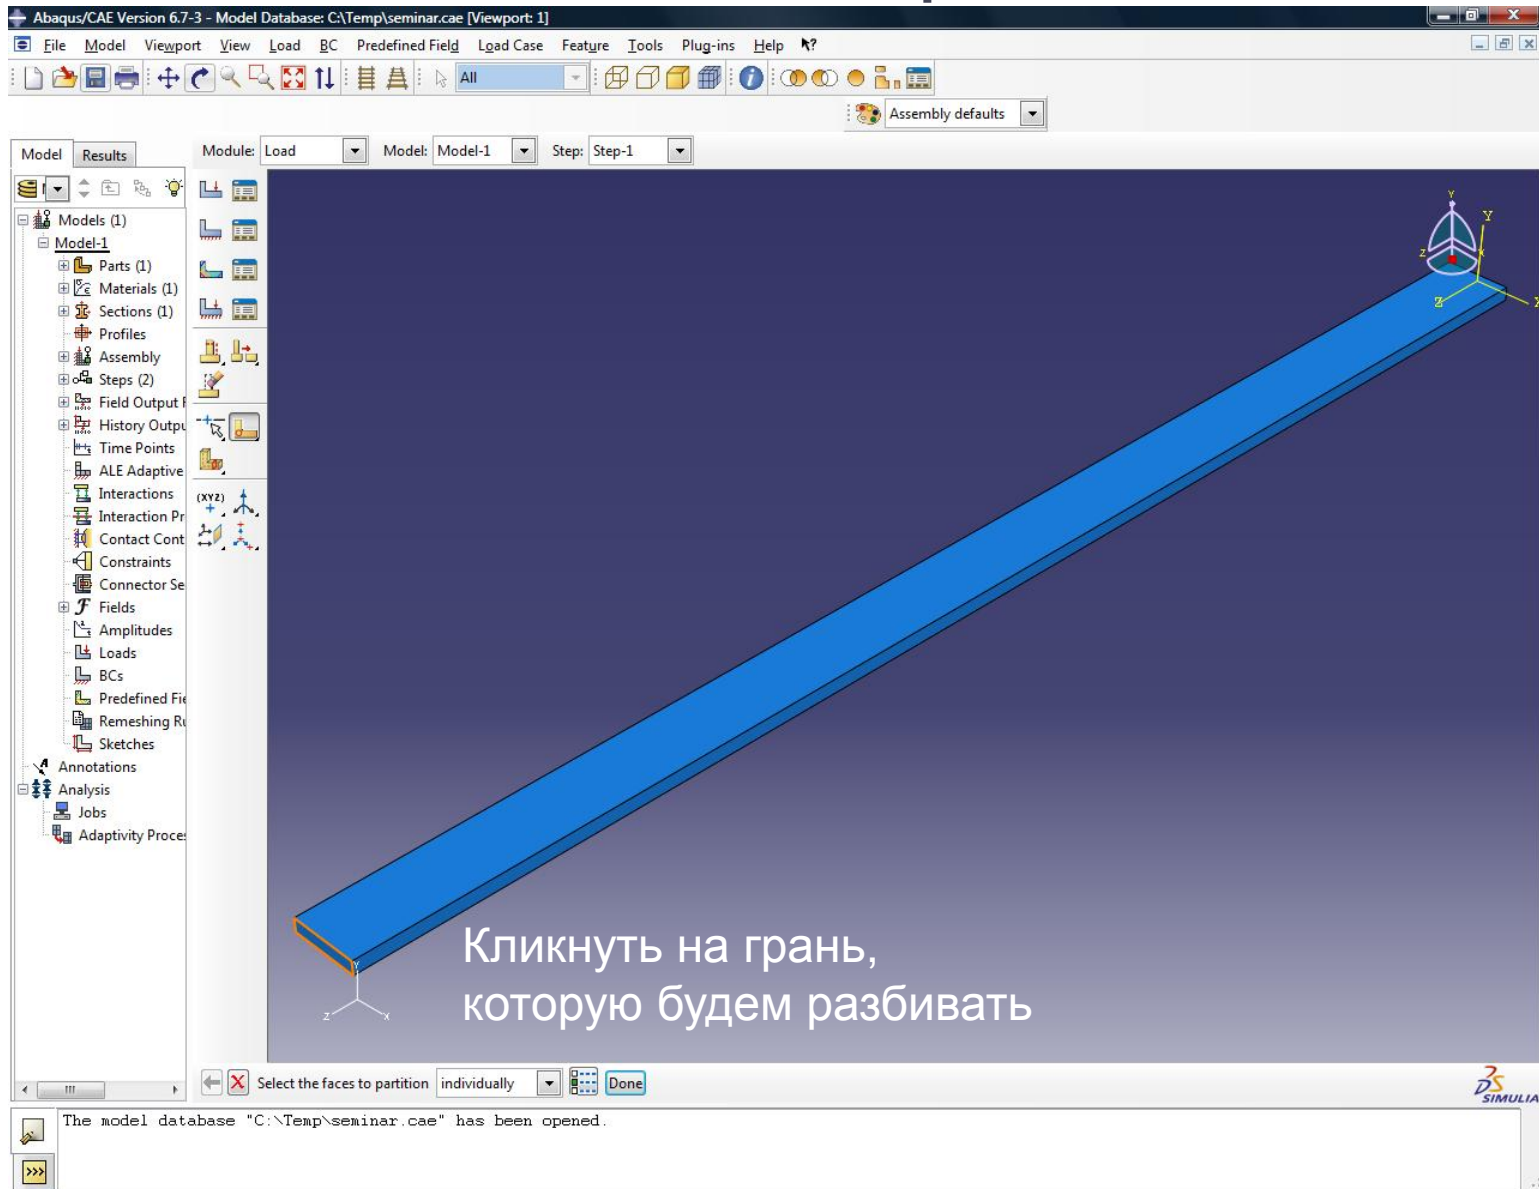 Abaqus/CAE Version 6.7-3 - Model Database: C:\Temp\seminar.cae [Viewport: 1]
File Model Viewport View Load BC Predefined Field Load Case Feature Tools Plug-ins Help
All
Assembly defaults
Model Results
Module: Load Model: Model-1 Step: Step-1
Models (1)
Model-1
Parts (1)
Materials (1)
Sections (1)
Profiles
Assembly
Steps (2)
Field Output
History Outpu
Time Points
ALE Adaptive
Interactions
Interaction Pr
Contact Cont
Constraints
Connector Se
Fields
Amplitudes
Loads
BCs
Predefined Fie
Remeshing Ru
Sketches
Annotations
Analysis
Jobs
Adaptivity Proces
(XYZ)
Y
Y
Z
X
Z
X
Кликнуть на грань,
которую будем разбивать
Y
Z
X
Select the faces to partition individually Done
SIMULIA
The model database "C:\Temp\seminar.cae" has been opened.
>>>